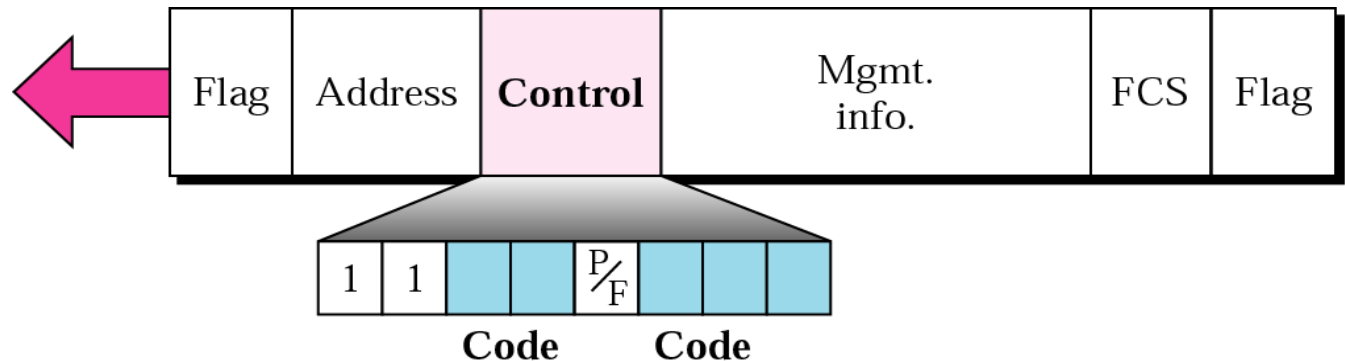 Flag Address Control Mgmt. info. FCS Flag
1 1 P/F
Code Code